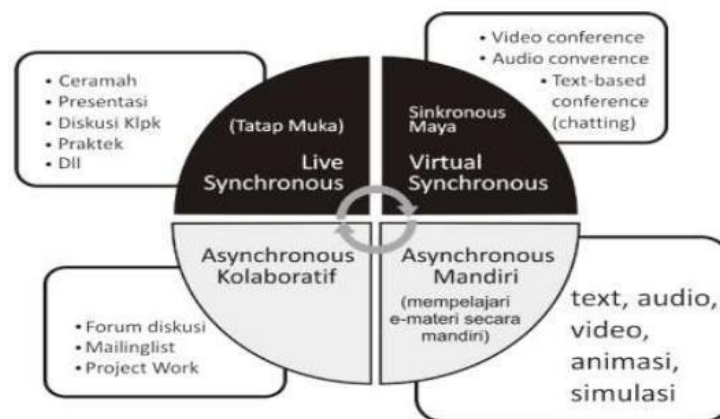 • Ceramah
• Presentasi
• Diskusi Klpk
• Praktek
• Dll
(Tatap Muka)
Live
Synchronous
Sinkronous
Maya
Virtual
Synchronous
• Video conference
• Audio converence
• Text-based
conference
(chatting)
Asynchronous
Kolaboratif
• Forum diskusi
• Mailinglist
• Project Work
Asynchronous
Mandiri
(mempelajari
e-materi secara
mandiri)
text, audio,
video,
animasi,
simulasi